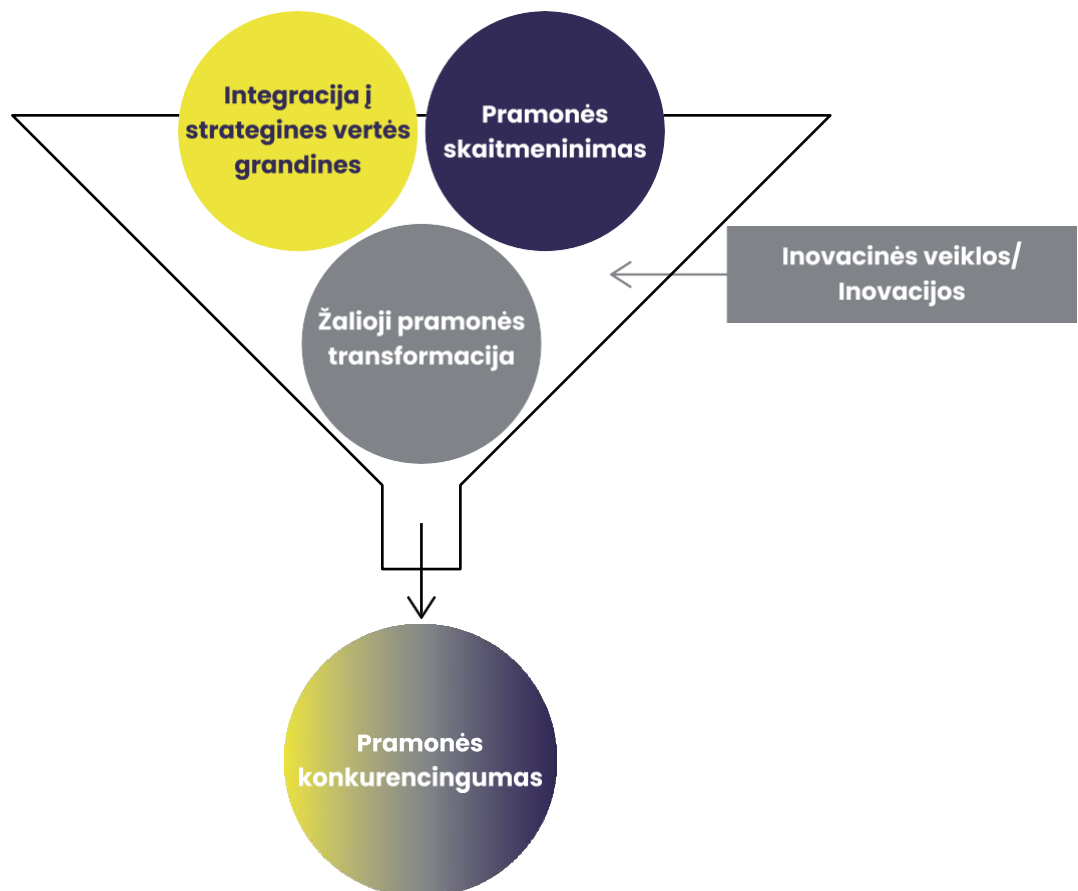 Integracija į
strategines vertės
grandines
Pramonės
skaitmeninimas
Inovacinės veiklos/
Inovacijos
Žalioji pramonės
transformacija
Pramonės
konkurencingumas